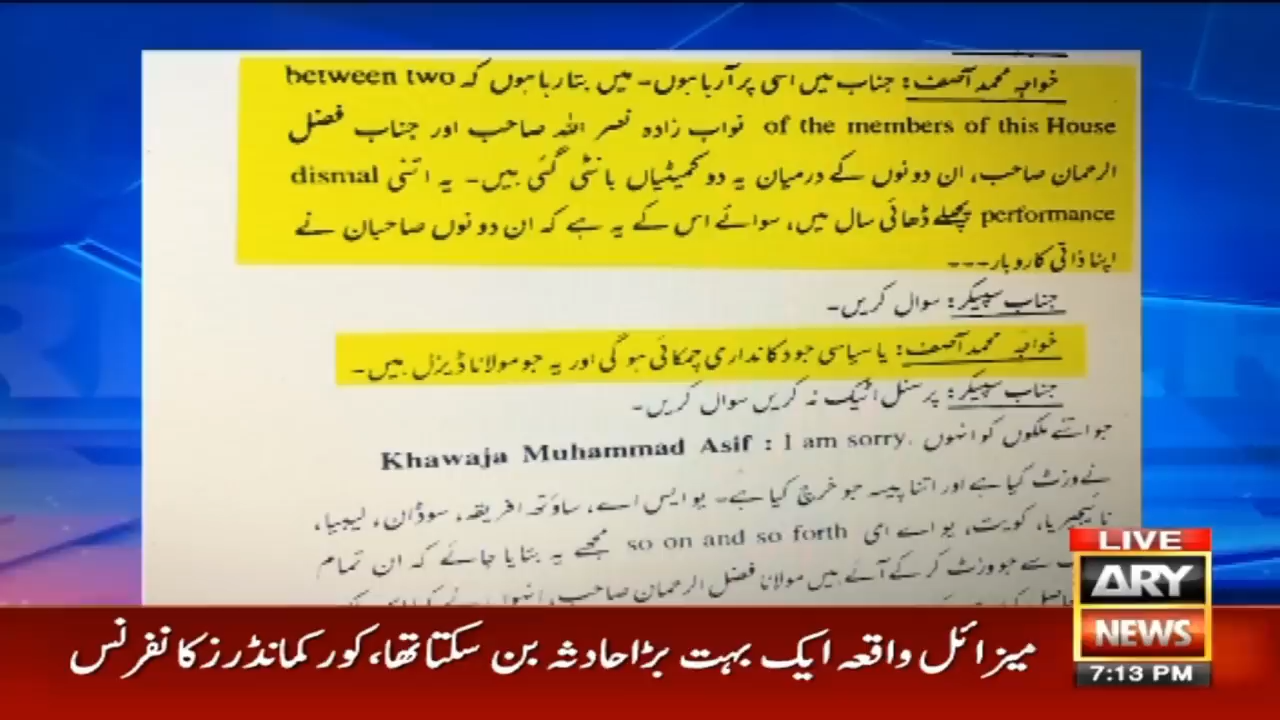 خواجہ محمد آصف: جناب میں اسی پر آ رہا ہوں۔ میں بتا رہا ہوں کہ between two
of the members of this House نواب زادہ نصر اللہ صاحب اور جناب فضل
الرحمان صاحب، ان دونوں کے درمیان یہ دو کمیٹیاں بانٹی گئی ہیں۔ یہ اتنی dismal
performance پچھلے ڈھائی سال میں، سوائے اس کے یہ ہے کہ ان دونوں صاحبان نے
اپنا ذاتی کاروبار۔۔۔
جناب سپیکر: سوال کریں۔
خواجہ محمد آصف: یا سیاسی جو دکانداری چمکائی ہو گی اور یہ جو مولانا ڈیزل ہیں۔
جناب سپیکر: پرسنل اٹیک نہ کریں سوال کریں۔
Khawaja Muhammad Asif : I am sorry. جو اتنے ملکوں کو انہوں
نے وزٹ کیا ہے اور اتنا پیسہ جو خرچ کیا ہے۔ یو ایس اے، ساؤتھ افریقہ، سوڈان، لیبیا،
نائیجیریا، کویت، یو اے ای so on and so forth مجھے یہ بتایا جائے کہ ان تمام
سے جو وزٹ کر کے آئے ہیں مولانا فضل الرحمان صاحب، انہوں نے
LIVE
ARY
NEWS
7:13 PM
میزائل واقعہ ایک بہت بڑا حادثہ بن سکتا تھا، کور کمانڈرز کانفرنس